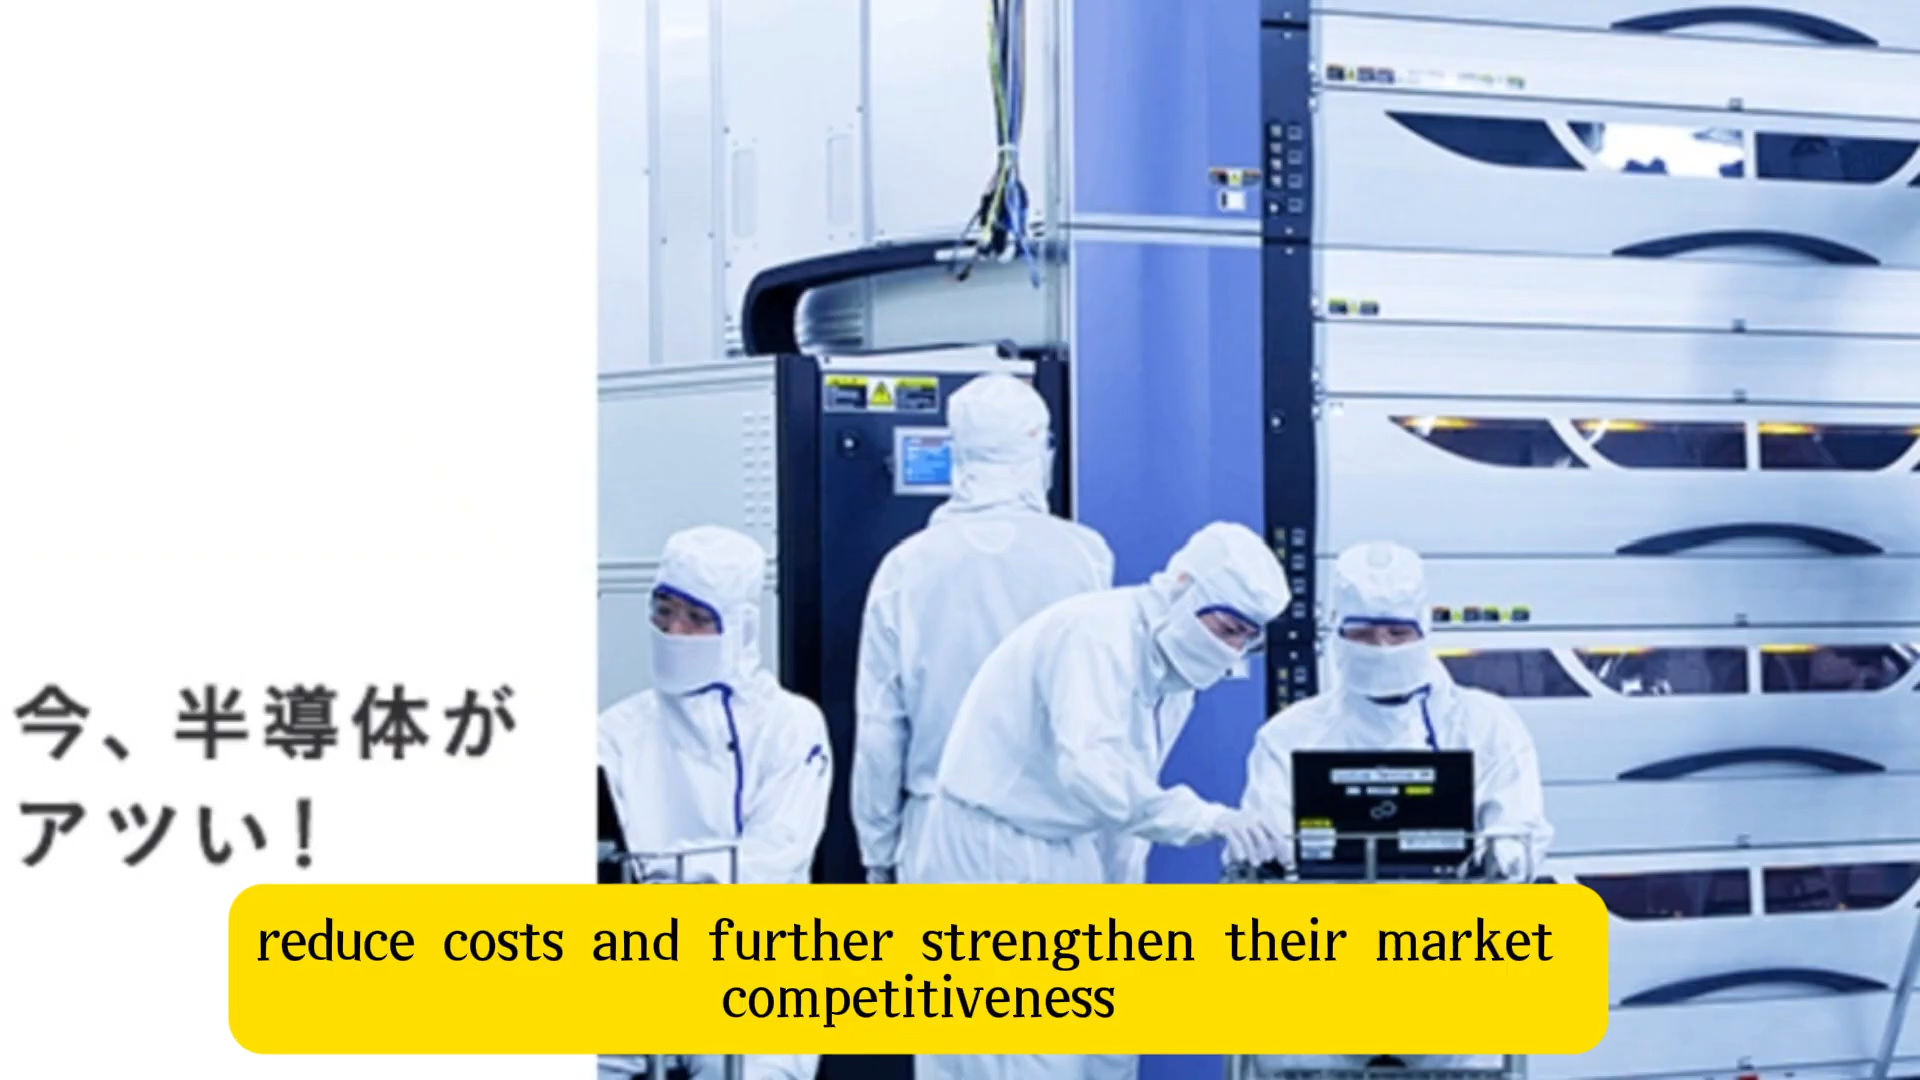 今、半導体が
アツい!
reduce costs and further strengthen their market
competitiveness